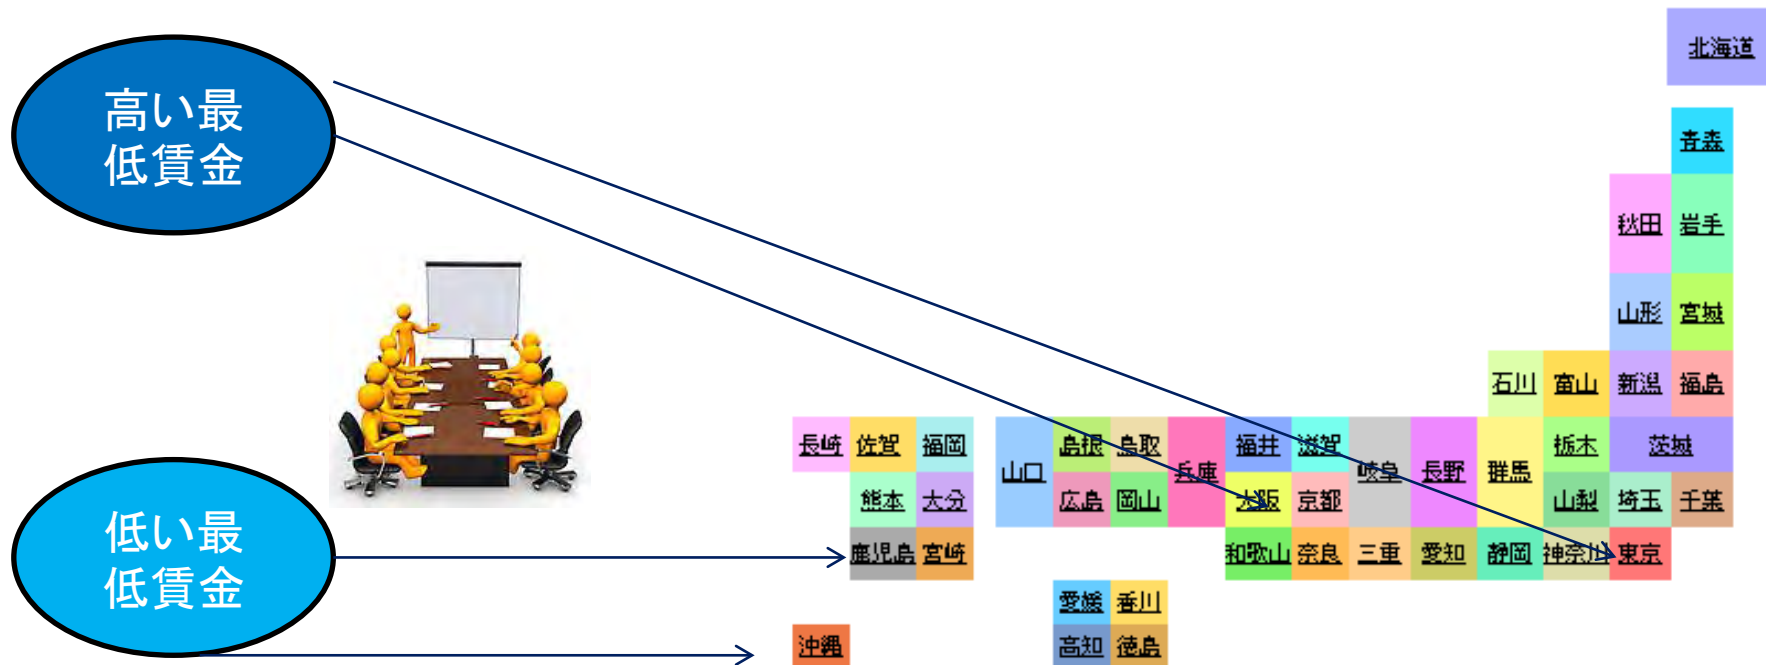 北海道
高い最
低賃金
青森
秋田 岩手
山形 宮城
石川 富山 新潟 福島
長崎 佐賀 福岡 山口 島根 鳥取 兵庫 福井 滋賀 岐阜 長野 群馬 栃木 茨城
熊本 大分 広島 岡山 大阪 京都 山梨 埼玉 千葉
低い最
低賃金
鹿児島 宮崎 和歌山 奈良 三重 愛知 静岡 神奈川 東京
愛媛 香川
沖縄 高知 徳島